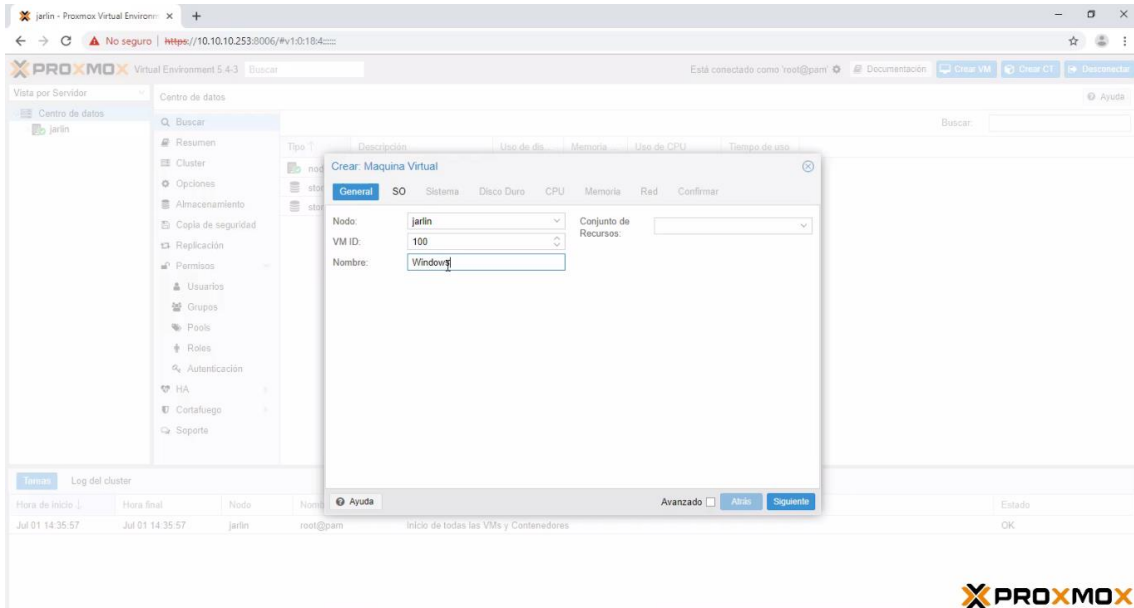 jarlin - Proxmox Virtual Environm
No seguro https://10.10.10.253:8006/#v1:0:18:4::::::
PROXMOX Virtual Environment 5.4-3 Buscar Está conectado como 'root@pam' Documentación Crear VM Crear CT Desconectar
Vista por Servidor Centro de datos Ayuda
Centro de datos Buscar Buscar:
jarlin Resumen Tipo Descripción Uso de dis... Memoria Uso de CPU Tiempo de uso
Cluster
Opciones
Almacenamiento
Copia de seguridad
Replicación
Permisos
Usuarios
Grupos
Pools
Roles
Autenticación
HA
Cortafuego
Soporte
Crear: Maquina Virtual
General SO Sistema Disco Duro CPU Memoria Red Confirmar
Nodo: jarlin Conjunto de Recursos:
VM ID: 100
Nombre: Windows
Ayuda Avanzado Atrás Siguiente
Tareas Log del cluster
Hora de Inicio Hora final Nodo Estado
Jul 01 14:35:57 Jul 01 14:35:57 jarlin root@pam Inicio de todas las VMs y Contenedores OK
PROXMOX